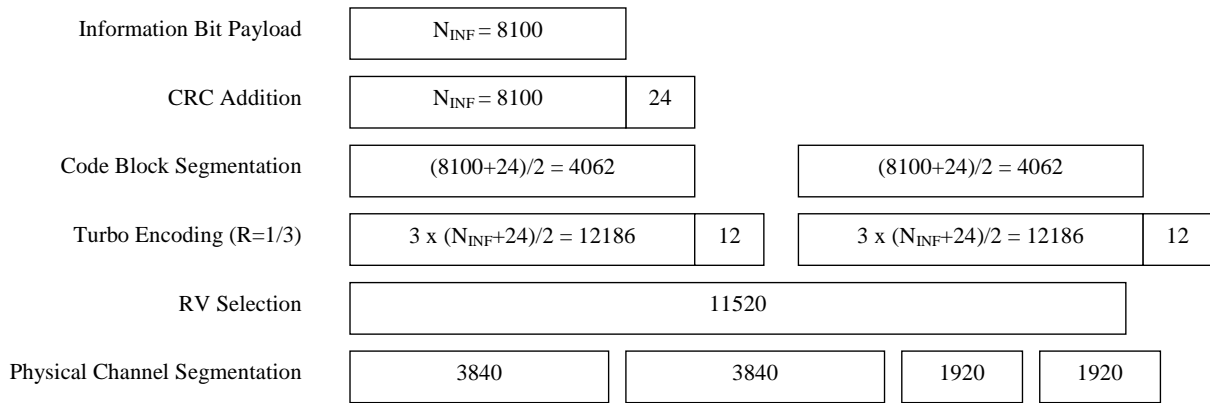 Information Bit Payload N_INF = 8100
CRC Addition N_INF = 8100 24
Code Block Segmentation (8100+24)/2 = 4062 (8100+24)/2 = 4062
Turbo Encoding (R=1/3) 3 x (N_INF+24)/2 = 12186 12 3 x (N_INF+24)/2 = 12186 12
RV Selection 11520
Physical Channel Segmentation 3840 3840 1920 1920